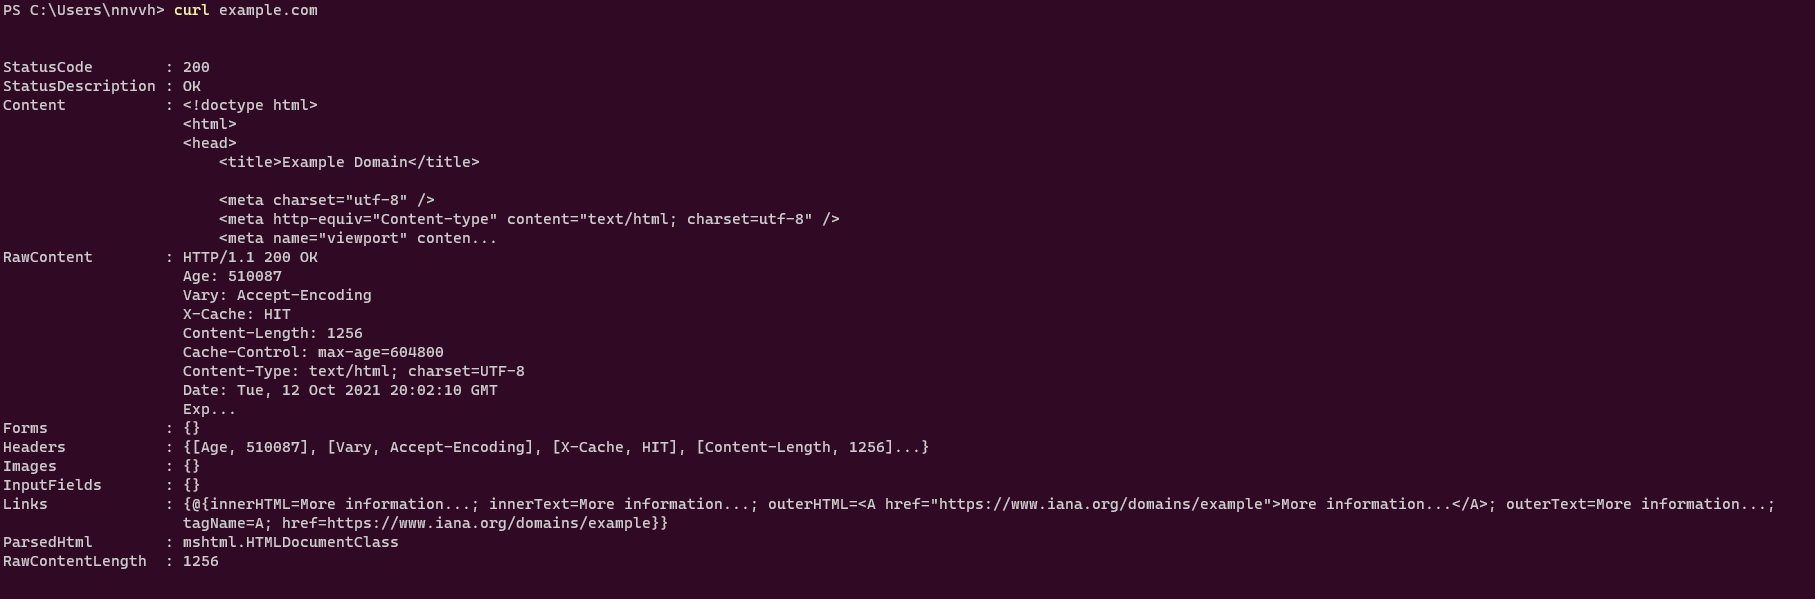 PS C:\Users\nnvvh> curl example.com
StatusCode        : 200
StatusDescription : OK
Content           : <!doctype html>
                    <html>
                    <head>
                        <title>Example Domain</title>

                        <meta charset="utf-8" />
                        <meta http-equiv="Content-type" content="text/html; charset=utf-8" />
                        <meta name="viewport" conten...
RawContent        : HTTP/1.1 200 OK
                    Age: 510087
                    Vary: Accept-Encoding
                    X-Cache: HIT
                    Content-Length: 1256
                    Cache-Control: max-age=604800
                    Content-Type: text/html; charset=UTF-8
                    Date: Tue, 12 Oct 2021 20:02:10 GMT
                    Exp...
Forms             : {}
Headers           : {[Age, 510087], [Vary, Accept-Encoding], [X-Cache, HIT], [Content-Length, 1256]...}
Images            : {}
InputFields       : {}
Links             : {@{innerHTML=More information...; innerText=More information...; outerHTML=<A href="https://www.iana.org/domains/example">More information...</A>; outerText=More information...;
                    tagName=A; href=https://www.iana.org/domains/example}}
ParsedHtml        : mshtml.HTMLDocumentClass
RawContentLength  : 1256